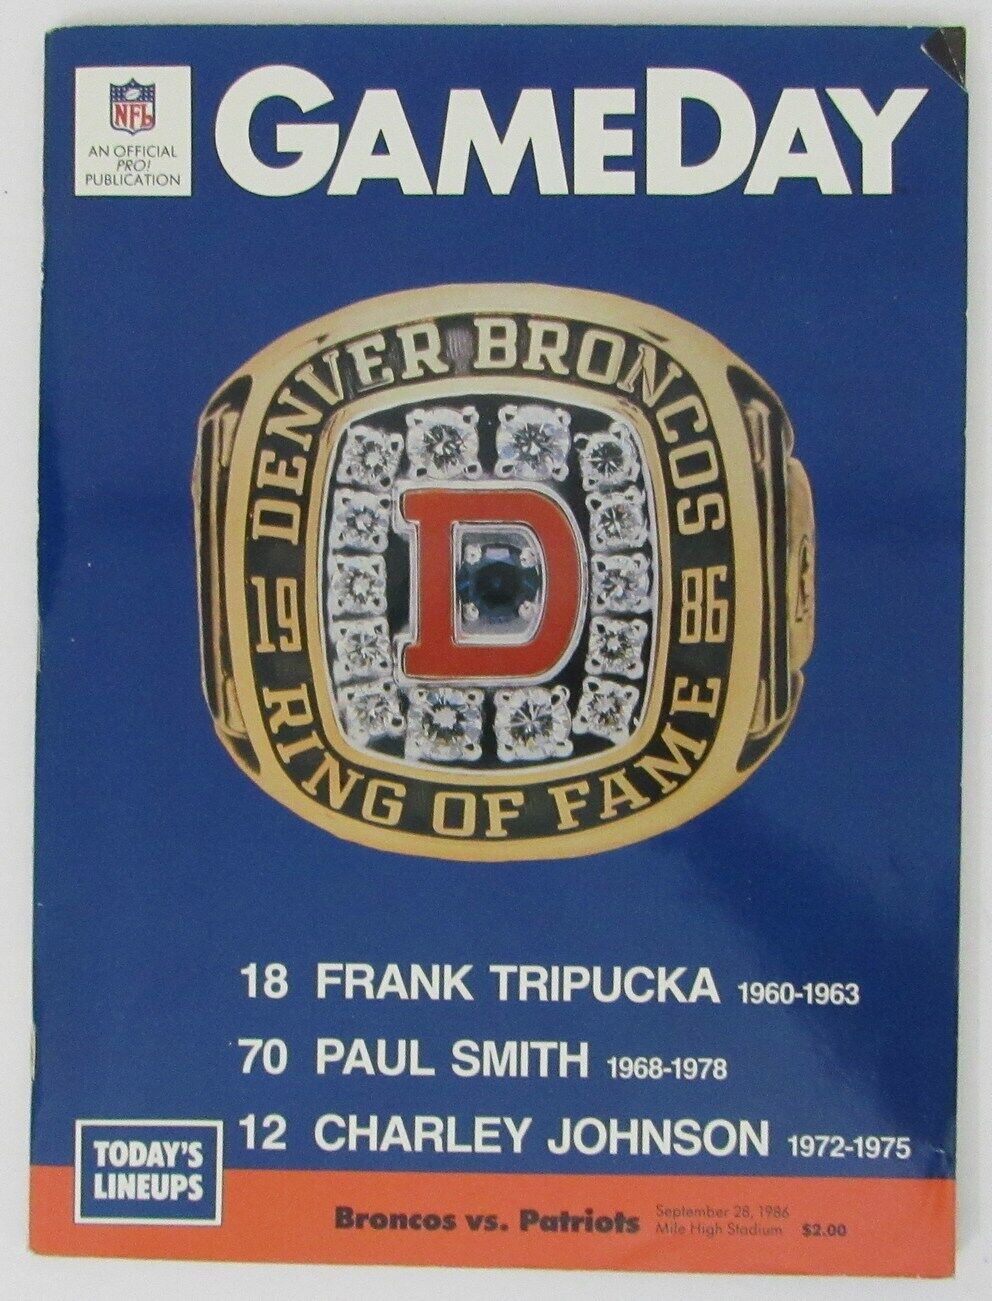 NFL
AN OFFICIAL
PRO!
PUBLICATION
GAMEDAY
DENVER BRONCOS
19 86
D
RING OF FAME
18 FRANK TRIPUCKA 1960-1963
70 PAUL SMITH 1968-1978
12 CHARLEY JOHNSON 1972-1975
TODAY'S
LINEUPS
Broncos vs. Patriots
September 28, 1986
Mile High Stadium $2.00